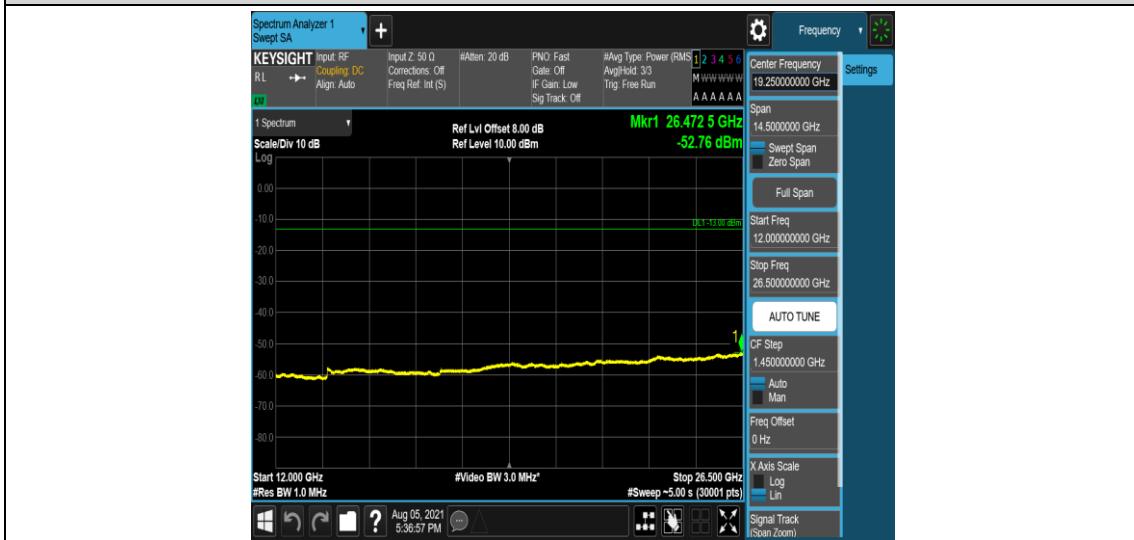 Spectrum Analyzer 1
Swept SA
+
Frequency
KEYSIGHT
RL
LXI
Input: RF
Coupling: DC
Align: Auto
Input Z: 50 Ω
Corrections: Off
Freq Ref: Int (S)
#Atten: 20 dB
PNO: Fast
Gate: Off
IF Gain: Low
Sig Track: Off
#Avg Type: Power (RMS
Avg|Hold: 3/3
Trig: Free Run
1 2 3 4 5 6
M W W W W W
A A A A A A
1 Spectrum
Scale/Div 10 dB
Log
Ref Lvl Offset 8.00 dB
Ref Level 10.00 dBm
Mkr1 26.472 5 GHz
-52.76 dBm
0.00
-10.0
DL1 -13.00 dBm
-20.0
-30.0
-40.0
1
-50.0
-60.0
-70.0
-80.0
Start 12.000 GHz
#Res BW 1.0 MHz
#Video BW 3.0 MHz*
Stop 26.500 GHz
#Sweep ~5.00 s (30001 pts)
?
Aug 05, 2021
5:36:57 PM
Center Frequency
19.250000000 GHz
Settings
Span
14.5000000 GHz
Swept Span
Zero Span
Full Span
Start Freq
12.000000000 GHz
Stop Freq
26.500000000 GHz
AUTO TUNE
CF Step
1.450000000 GHz
Auto
Man
Freq Offset
0 Hz
X Axis Scale
Log
Lin
Signal Track
(Span Zoom)